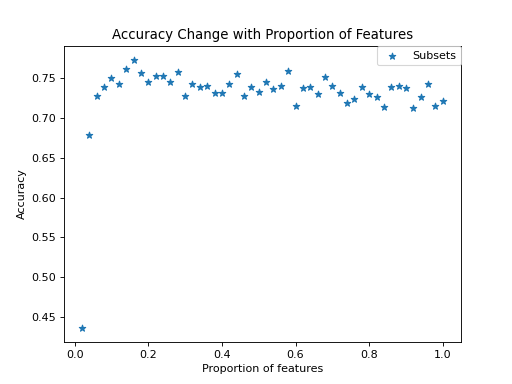 Accuracy Change with Proportion of Features
Subsets
Accuracy
0.75
0.70
0.65
0.60
0.55
0.50
0.45
0.0 0.2 0.4 0.6 0.8 1.0
Proportion of features